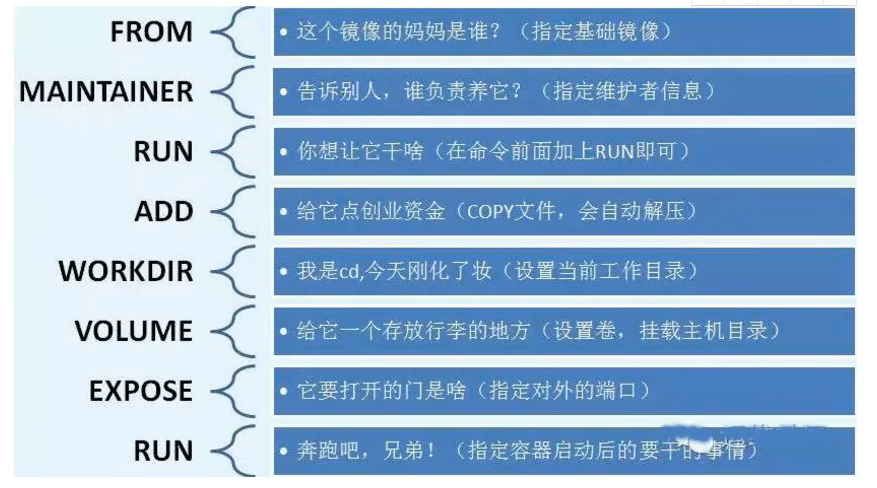 FROM • 这个镜像的妈妈是谁？（指定基础镜像）
MAINTAINER • 告诉别人，谁负责养它？（指定维护者信息）
RUN • 你想让它干啥（在命令前面加上RUN即可）
ADD • 给它点创业资金（COPY文件，会自动解压）
WORKDIR • 我是cd,今天刚化了妆（设置当前工作目录）
VOLUME • 给它一个存放行李的地方（设置卷，挂载主机目录）
EXPOSE • 它要打开的门是啥（指定对外的端口）
RUN • 奔跑吧，兄弟！（指定容器启动后的要干的事情）